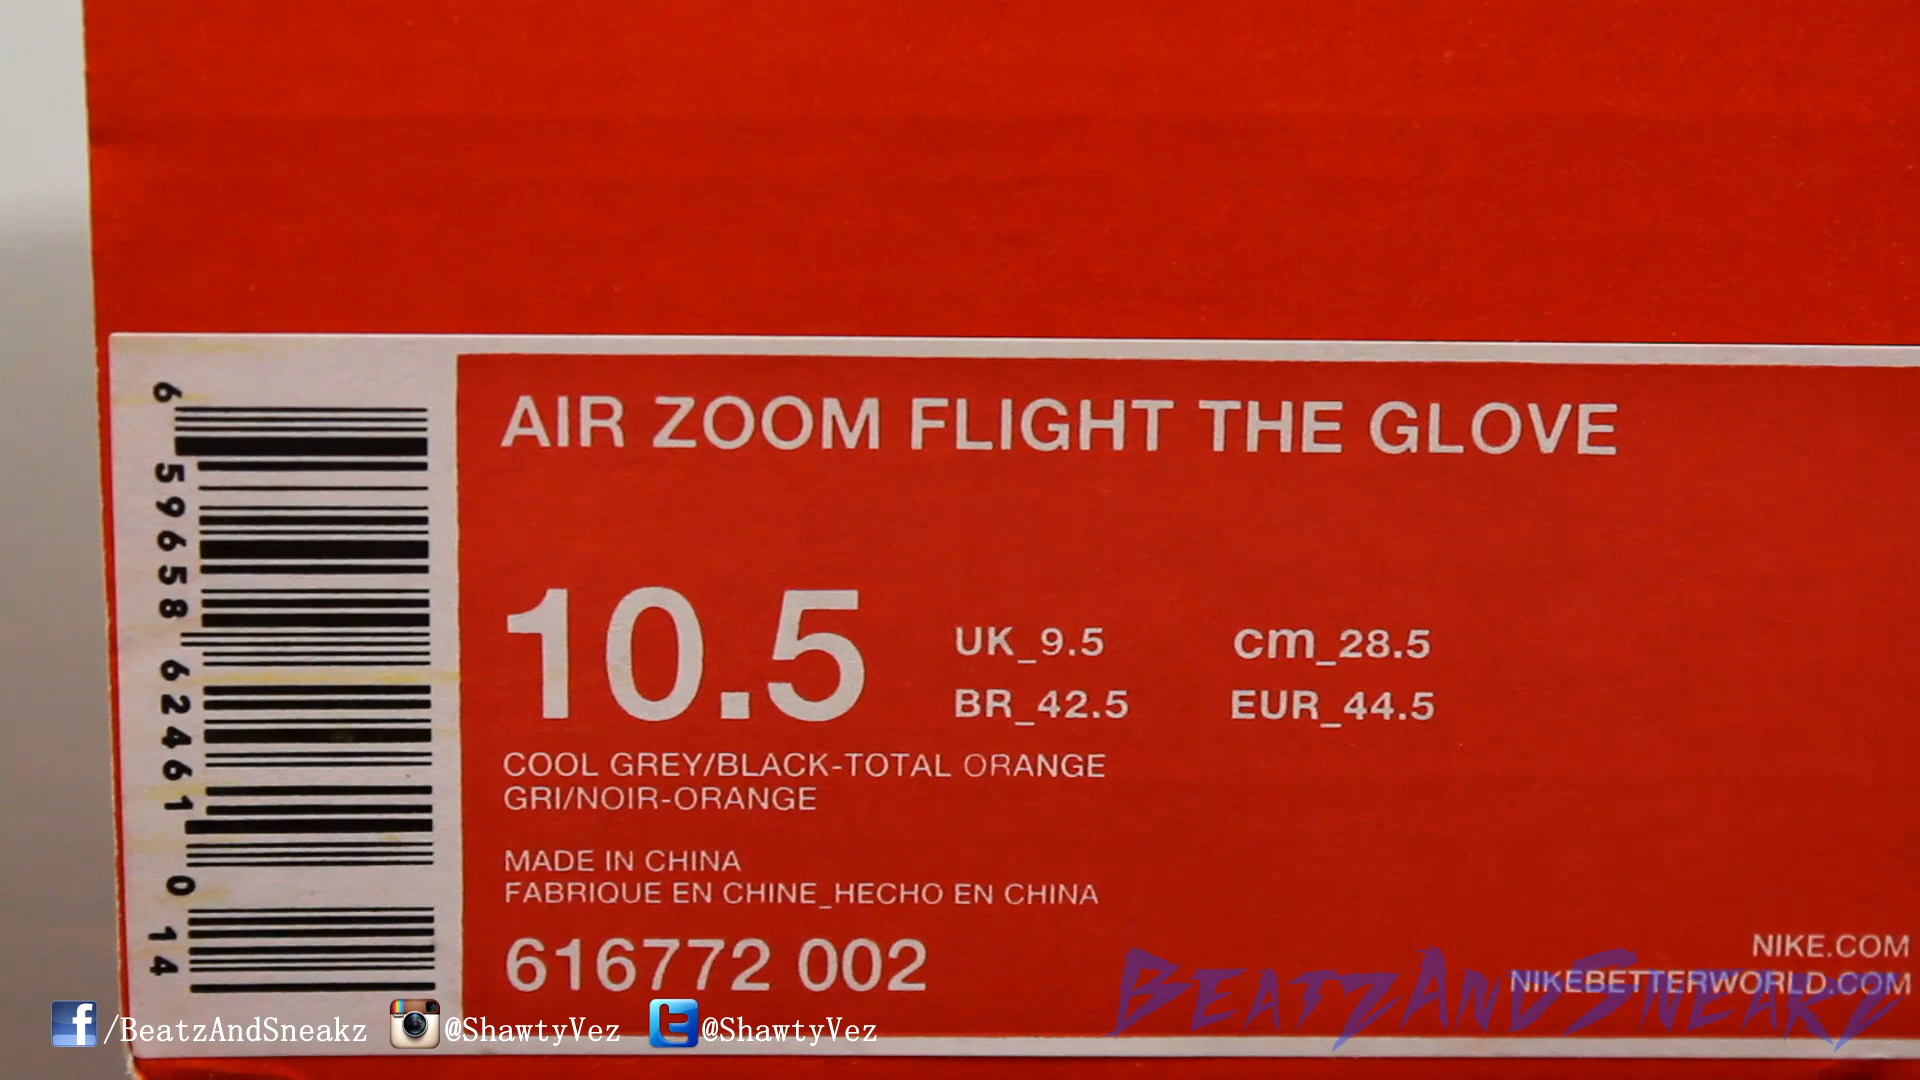 AIR ZOOM FLIGHT THE GLOVE
10.5
UK_9.5 cm_28.5
BR_42.5 EUR_44.5
COOL GREY/BLACK-TOTAL ORANGE
GRI/NOIR-ORANGE
MADE IN CHINA
FABRIQUE EN CHINE_HECHO EN CHINA
616772 002
NIKE.COM
NIKEBETTERWORLD.COM
6 59658 62461 0
14
BEATZANDSNEAKZ
/BeatzAndSneakz @ShawtyVez @ShawtyVez